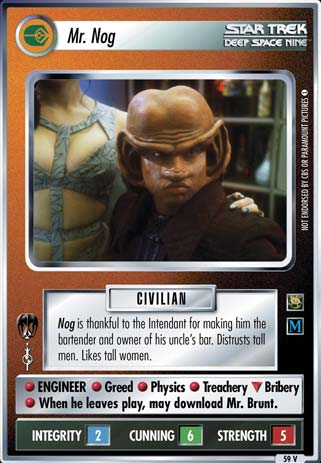 Mr. Nog
STAR TREK
DEEP SPACE NINE
NOT ENDORSED BY CBS OR PARAMOUNT PICTURES
CIVILIAN
Nog is thankful to the Intendant for making him the
bartender and owner of his uncle's bar. Distrusts tall
men. Likes tall women.
M
ENGINEER Greed Physics Treachery Bribery
When he leaves play, may download Mr. Brunt.
INTEGRITY 2 CUNNING 6 STRENGTH 5
59 V